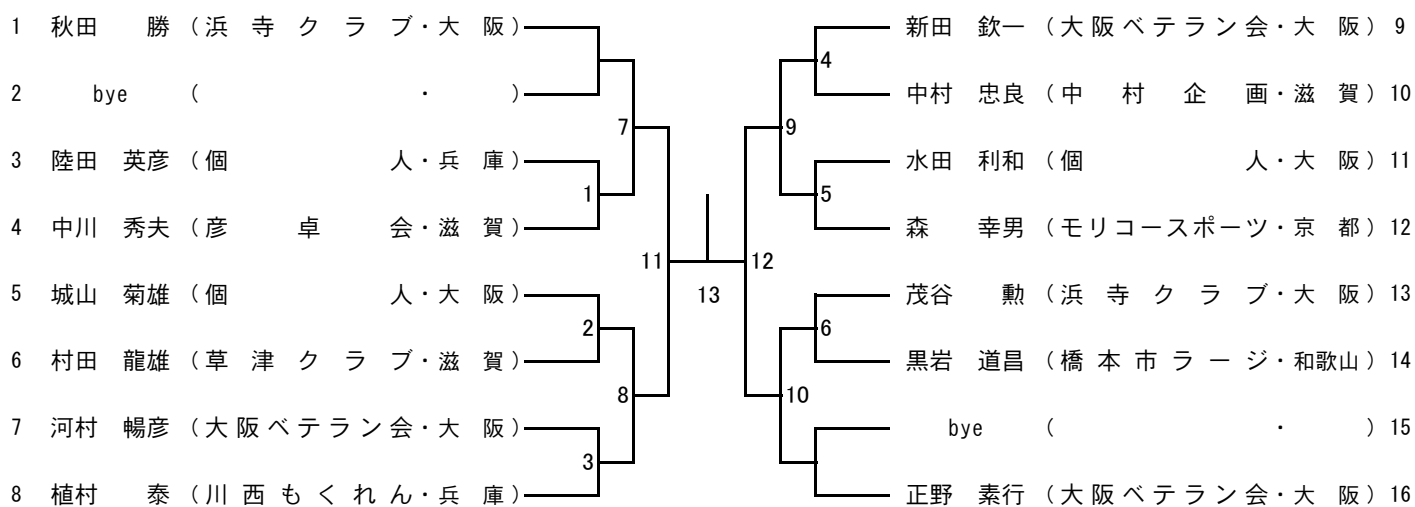 1 秋田 勝 (浜寺クラブ・大阪)
2 bye ( ・ )
7
3 陸田 英彦 (個人・兵庫)
1
4 中川 秀夫 (彦卓会・滋賀)
11
5 城山 菊雄 (個人・大阪)
2
6 村田 龍雄 (草津クラブ・滋賀)
8
7 河村 暢彦 (大阪ベテラン会・大阪)
3
8 植村 泰 (川西もくれん・兵庫)
13
新田 欽一 (大阪ベテラン会・大阪) 9
4
中村 忠良 (中村企画・滋賀) 10
9
水田 利和 (個人・大阪) 11
5
森 幸男 (モリコースポーツ・京都) 12
12
茂谷 勲 (浜寺クラブ・大阪) 13
6
黒岩 道昌 (橋本市ラージ・和歌山) 14
10
bye ( ・ ) 15
正野 素行 (大阪ベテラン会・大阪) 16